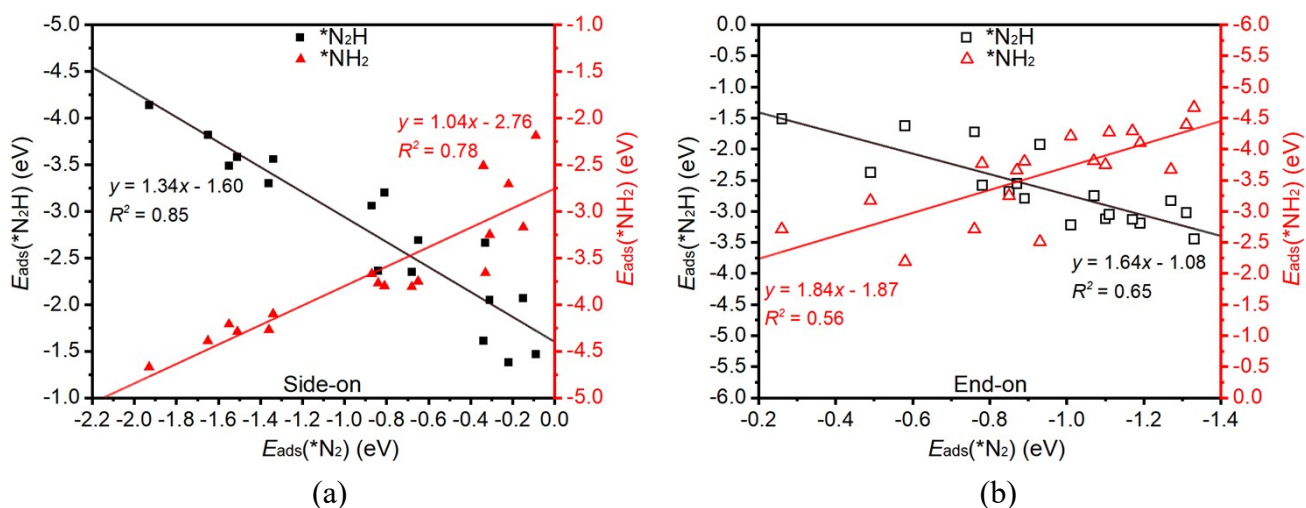 -5.0
-4.5
-4.0
-3.5
-3.0
-2.5
-2.0
-1.5
-1.0
Eads(*N2H) (eV)
*N2H
*NH2
y = 1.04x - 2.76
R² = 0.78
y = 1.34x - 1.60
R² = 0.85
Side-on
-1.0
-1.5
-2.0
-2.5
-3.0
-3.5
-4.0
-4.5
-5.0
Eads(*NH2) (eV)
-2.2 -2.0 -1.8 -1.6 -1.4 -1.2 -1.0 -0.8 -0.6 -0.4 -0.2 0.0
Eads(*N2) (eV)
(a)
0.0
-0.5
-1.0
-1.5
-2.0
-2.5
-3.0
-3.5
-4.0
-4.5
-5.0
-5.5
-6.0
Eads(*N2H) (eV)
*N2H
*NH2
y = 1.64x - 1.08
R² = 0.65
y = 1.84x - 1.87
R² = 0.56
End-on
-6.0
-5.5
-5.0
-4.5
-4.0
-3.5
-3.0
-2.5
-2.0
-1.5
-1.0
0.5
0.0
Eads(*NH2) (eV)
-0.2 -0.4 -0.6 -0.8 -1.0 -1.2 -1.4
Eads(*N2) (eV)
(b)